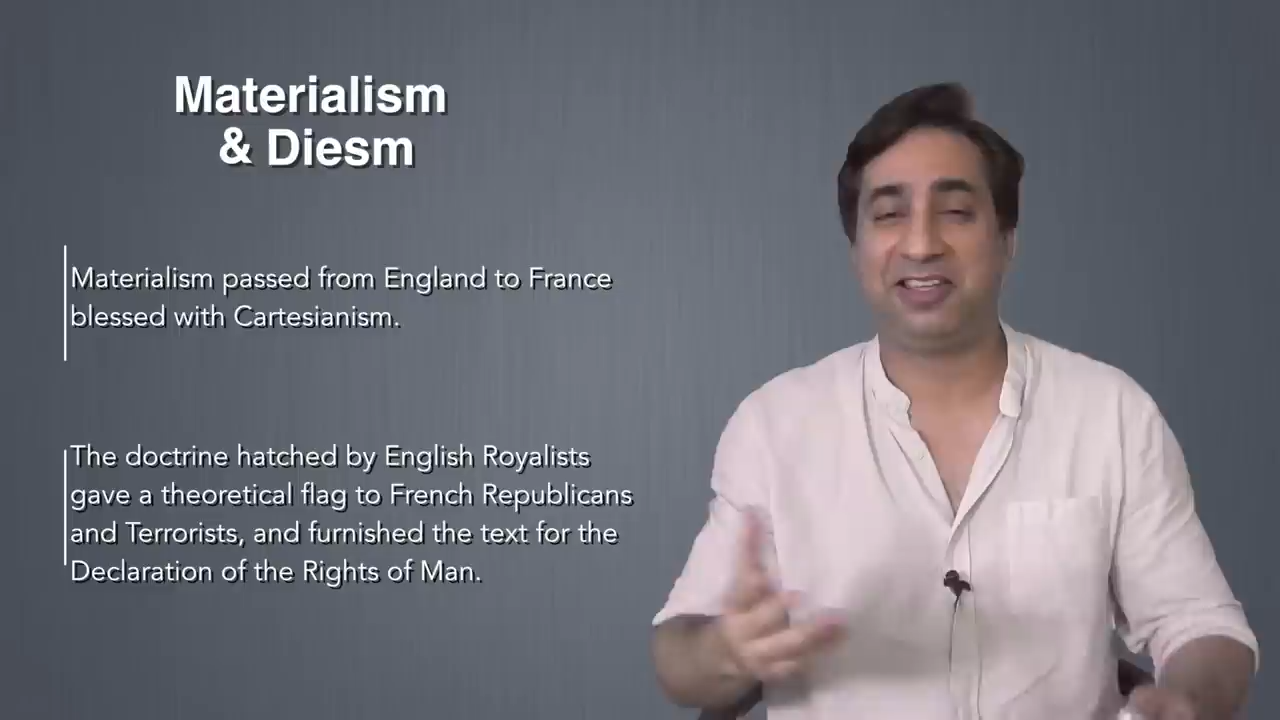 Materialism
& Diesm
Materialism passed from England to France
blessed with Cartesianism.
The doctrine hatched by English Royalists
gave a theoretical flag to French Republicans
and Terrorists, and furnished the text for the
Declaration of the Rights of Man.